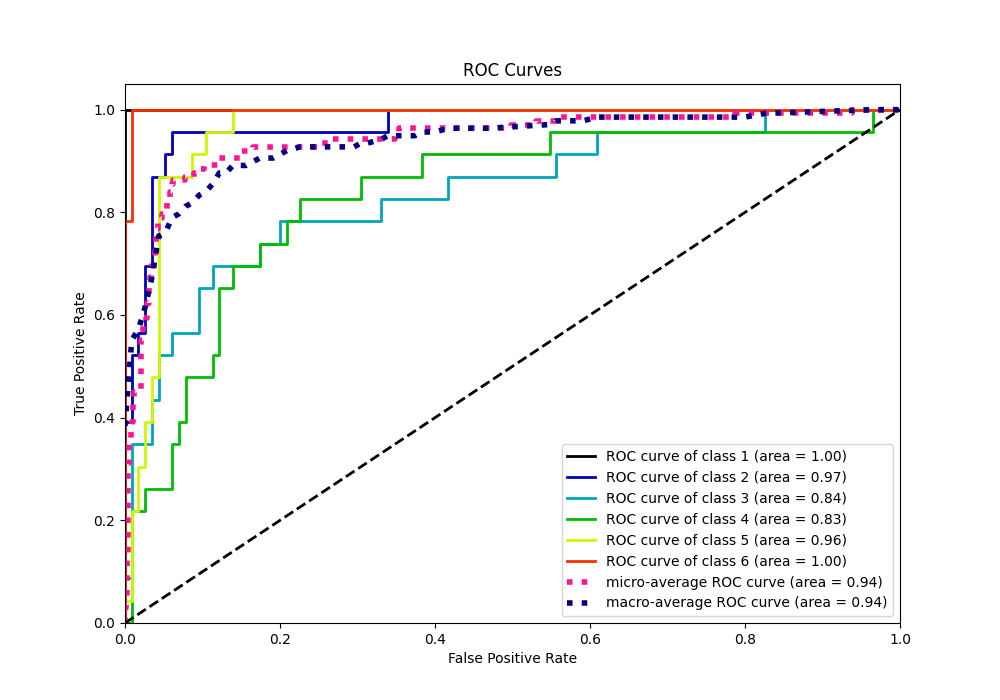 ROC Curves
True Positive Rate
1.0
0.8
0.6
0.4
0.2
0.0
ROC curve of class 1 (area = 1.00)
ROC curve of class 2 (area = 0.97)
ROC curve of class 3 (area = 0.84)
ROC curve of class 4 (area = 0.83)
ROC curve of class 5 (area = 0.96)
ROC curve of class 6 (area = 1.00)
micro-average ROC curve (area = 0.94)
macro-average ROC curve (area = 0.94)
0.0 0.2 0.4 0.6 0.8 1.0
False Positive Rate